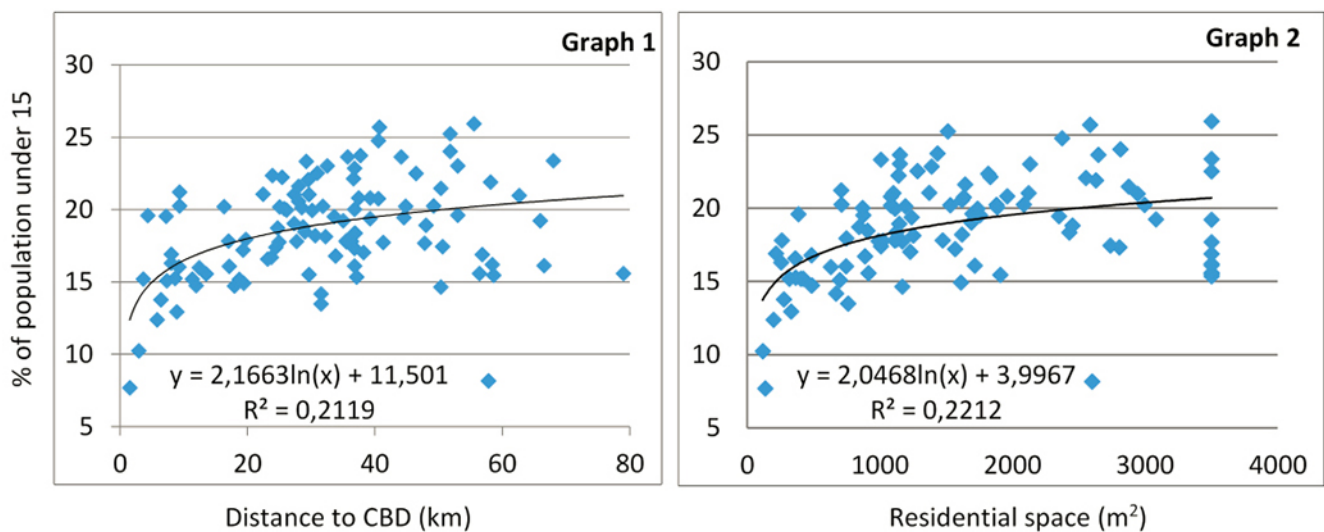 Graph 1
30
25
20
15
10
5
% of population under 15
y = 2,1663ln(x) + 11,501
R² = 0,2119
0 20 40 60 80
Distance to CBD (km)
Graph 2
30
25
20
15
10
5
y = 2,0468ln(x) + 3,9967
R² = 0,2212
0 1000 2000 3000 4000
Residential space (m²)